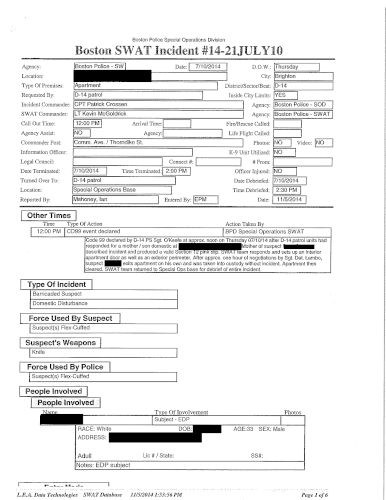 Boston Police Special Operations Division
Boston SWAT Incident #14-21JULY10
Agency: Boston Police - SW Date: 7/10/2014 D.O.W.: Thursday
Location: City: Brighton
Type Of Premises: Apartment District/Sector/Beat: D-14
Requested By: D-14 patrol Inside City Limits: YES
Incident Commander: CPT Patrick Crossen Agency: Boston Police - SOD
SWAT Commander: LT Kevin McGoldrick Agency: Boston Police - SWAT
Call Out Time: 12:00 PM Arrival Time: Fire/Rescue Called:
Agency Assist: NO Agency: Life Flight Called:
Command Post: Comm. Ave. / Thorndike St. Photos: NO Video: NO
Information Officer: K-9 Unit Utilized: NO
Legal Council: Contact #: # From:
Date Terminated: 7/10/2014 Time Terminated: 2:00 PM Officer Injured: NO
Turned Over To: D-14 patrol Date Debriefed: 7/10/2014
Location: Special Operations Base Time Debriefed: 2:30 PM
Reported By: Mahoney, Ian Entered By: EPM Date: 11/5/2014
Other Times
Time Type Of Action Action Taken By
12:00 PM CD99 event declared BPD Special Operations SWAT
Code 99 declared by D-14 PS Sgt. O'Keefe at approx. noon on Thursday 07/10/14 after D-14 patrol units had
responded for a mother / son domestic at Mother of suspect
described incident and produced a valid Section 12 pink slip. SWAT team responds and sets up an interior
apartment door as well as an exterior perimeter. After approx. one hour of negotiations by Sgt. Det. Lumbo,
suspect exits apartment on his own and was taken into custody without incident. Apartment then
cleared. SWAT team returned to Special Ops base for debrief of entire incident.
Type Of Incident
Barricaded Suspect
Domestic Disturbance
Force Used By Suspect
Suspect(s) Flex-Cuffed
Suspect's Weapons
Knife
Force Used By Police
Suspect(s) Flex-Cuffed
People Involved
People Involved
Name Type Of Involvement Photos
Subject - EDP
RACE: White DOB: AGE:33 SEX: Male
ADDRESS:
Adult Lic # / State: SS#:
Notes: EDP subject
L.E.A. Data Technologies SWAT Database 11/5/2014 1:53:56 PM Page 1 of 6